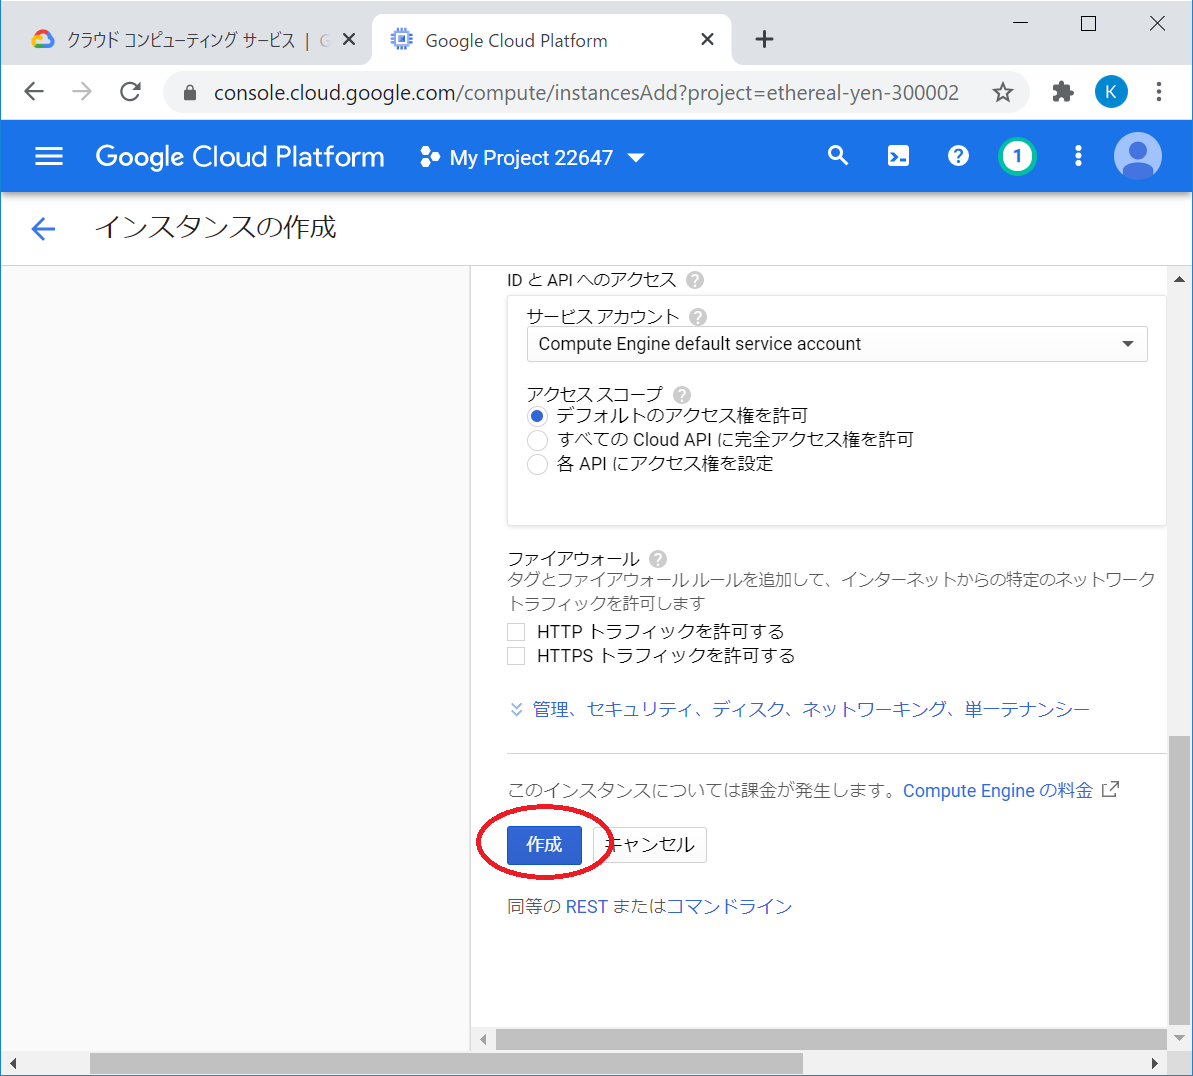 クラウド コンピューティング サービス | G
Google Cloud Platform
console.cloud.google.com/compute/instancesAdd?project=ethereal-yen-300002
K
Google Cloud Platform
My Project 22647
1
インスタンスの作成
ID と API へのアクセス
サービス アカウント
Compute Engine default service account
アクセス スコープ
デフォルトのアクセス権を許可
すべての Cloud API に完全アクセス権を許可
各 API にアクセス権を設定
ファイアウォール
タグとファイアウォール ルールを追加して、インターネットからの特定のネットワーク
トラフィックを許可します
HTTP トラフィックを許可する
HTTPS トラフィックを許可する
管理、セキュリティ、ディスク、ネットワーキング、単一テナンシー
このインスタンスについては課金が発生します。Compute Engine の料金
作成 キャンセル
同等の REST またはコマンドライン